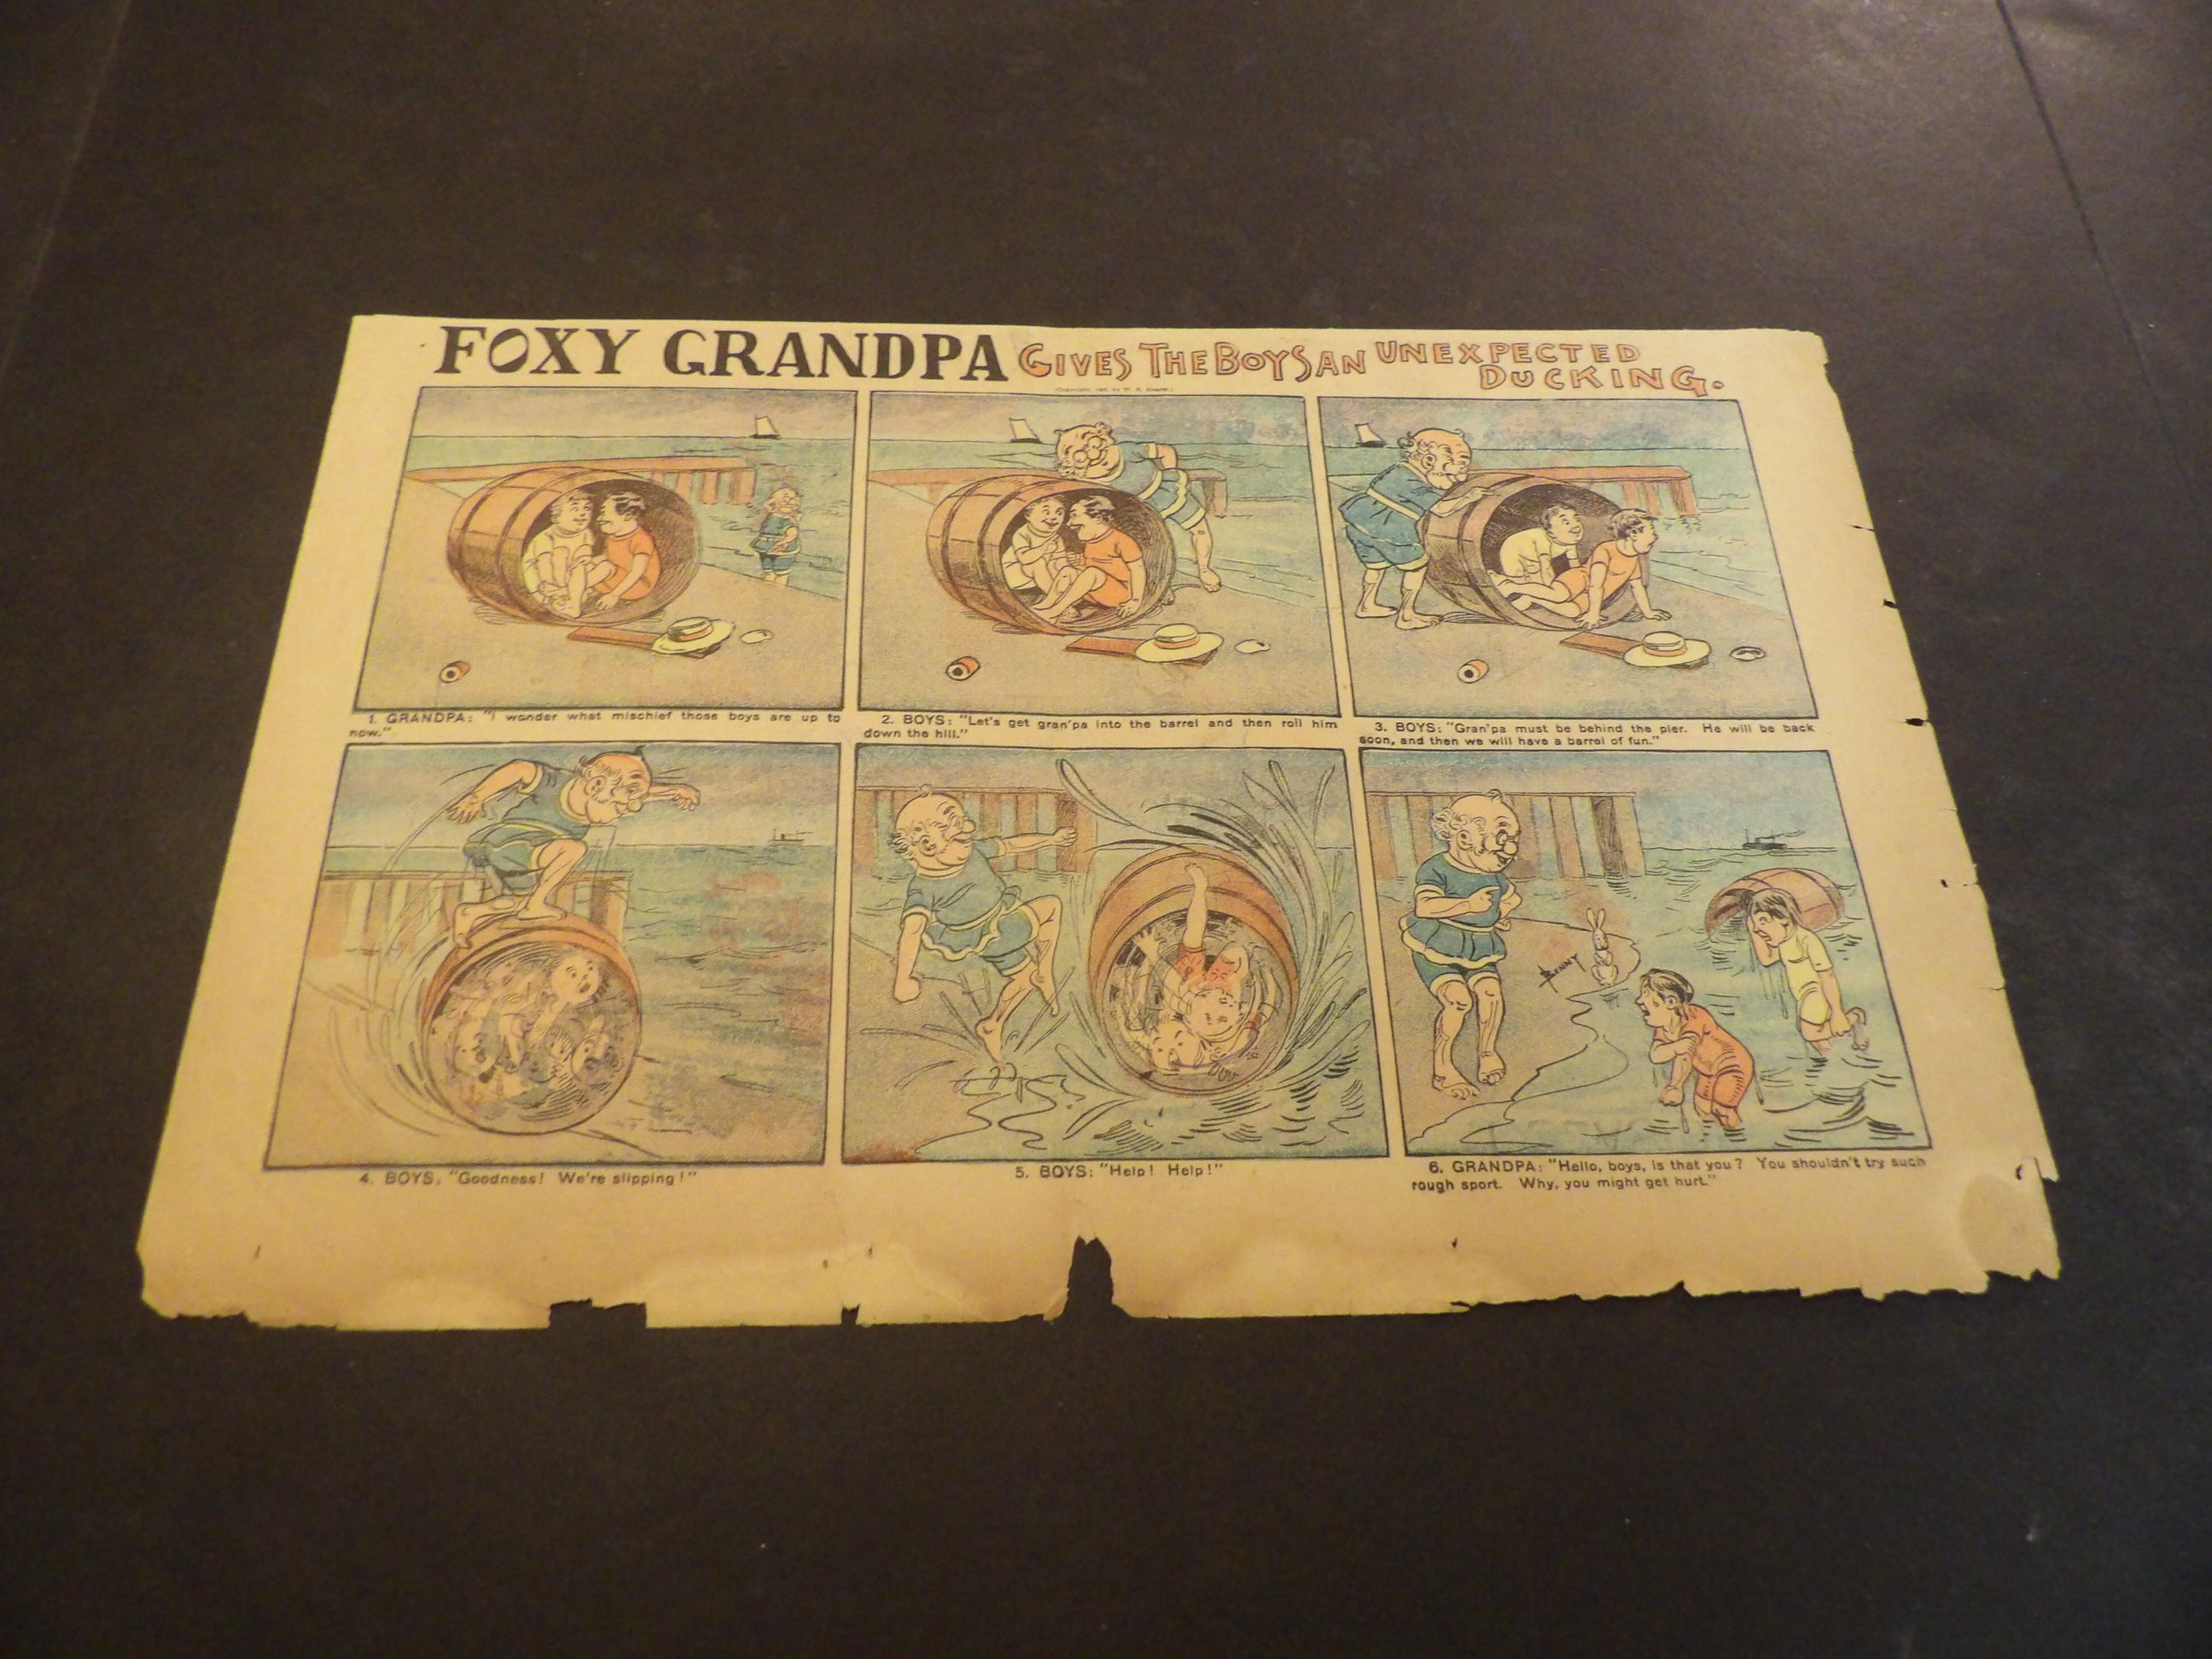 FOXY GRANDPA GIVES THE BOYS AN UNEXPECTED
DUCKING.
1. GRANDPA: "I wonder what mischief those boys are up to
now."
2. BOYS: "Let's get gran'pa into the barrel and then roll him
down the hill."
3. BOYS: "Gran'pa must be behind the pier. He will be back
soon, and then we will have a barrel of fun."
BUNNY
4. BOYS. "Goodness! We're slipping!"
5. BOYS: "Help! Help!"
6. GRANDPA: "Hello, boys, is that you? You shouldn't try such
rough sport. Why, you might get hurt."